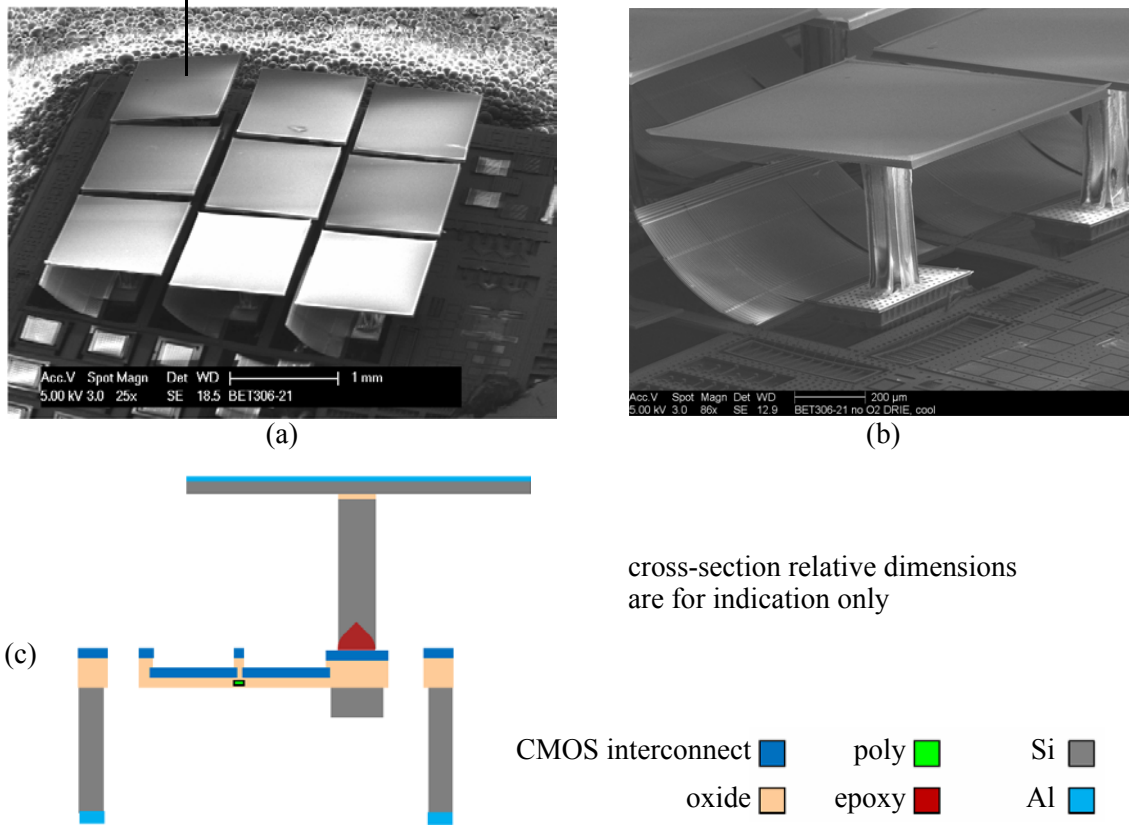 Acc.V Spot Magn Det WD 1 mm
5.00 kV 3.0 25x SE 18.5 BET306-21
(a)
Acc.V Spot Magn Det WD 200 µm
5.00 kV 3.0 86x SE 12.9 BET306-21 no O2 DRIE, cool
(b)
cross-section relative dimensions
are for indication only
(c)
CMOS interconnect poly Si
oxide epoxy Al